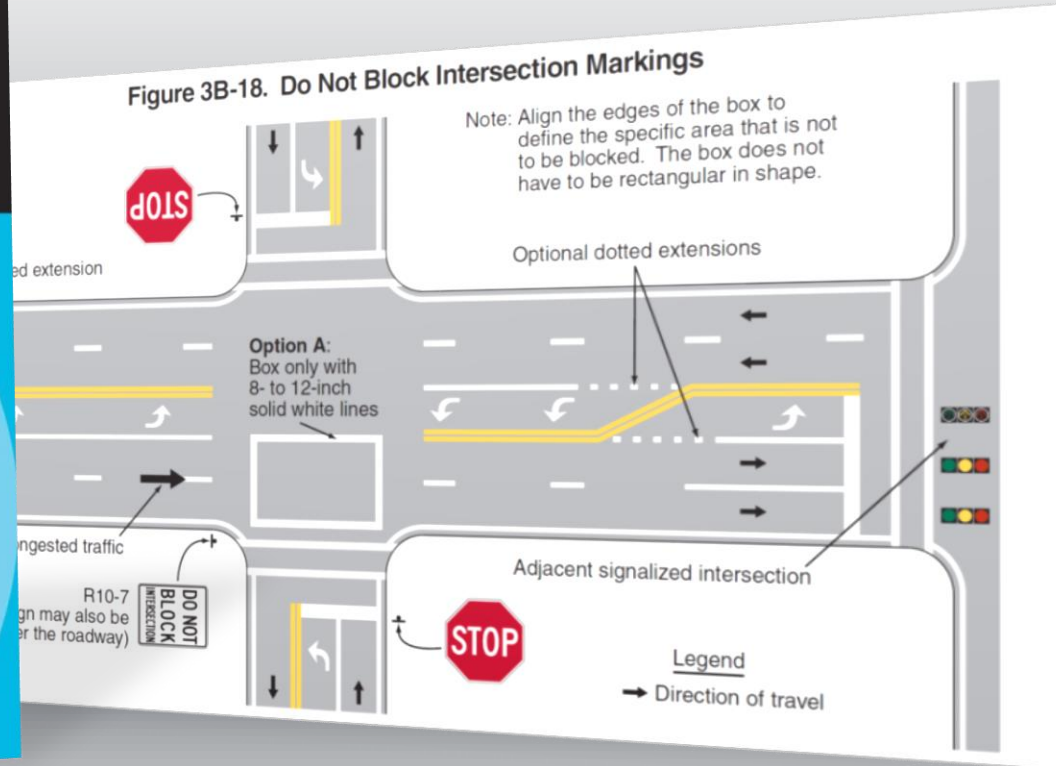 Figure 3B-18. Do Not Block Intersection Markings
Note: Align the edges of the box to
define the specific area that is not
to be blocked. The box does not
have to be rectangular in shape.
STOP
extension
Optional dotted extensions
Option A:
Box only with
8- to 12-inch
solid white lines
traffic
Adjacent signalized intersection
R10-7
may also be
the roadway)
DO NOT
BLOCK
INTERSECTION
STOP
Legend
Direction of travel